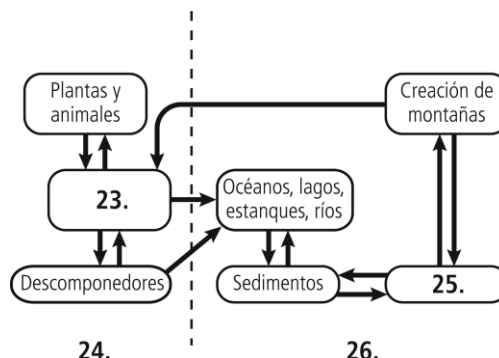 Plantas y
animales
Creación de
montañas
23.
Océanos, lagos,
estanques, ríos
Descomponedores
Sedimentos
25.
24.
26.